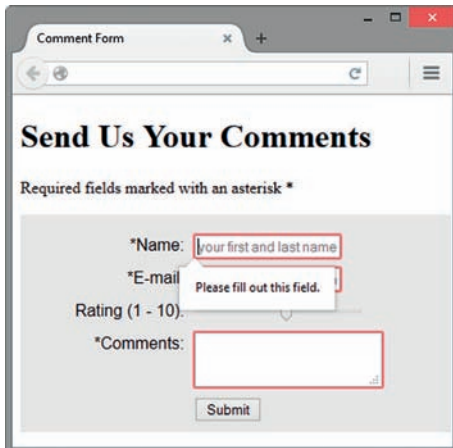 Comment Form
Send Us Your Comments
Required fields marked with an asterisk *
*Name:
your first and last name
*E-mail
Please fill out this field.
Rating (1 - 10):
*Comments:
Submit